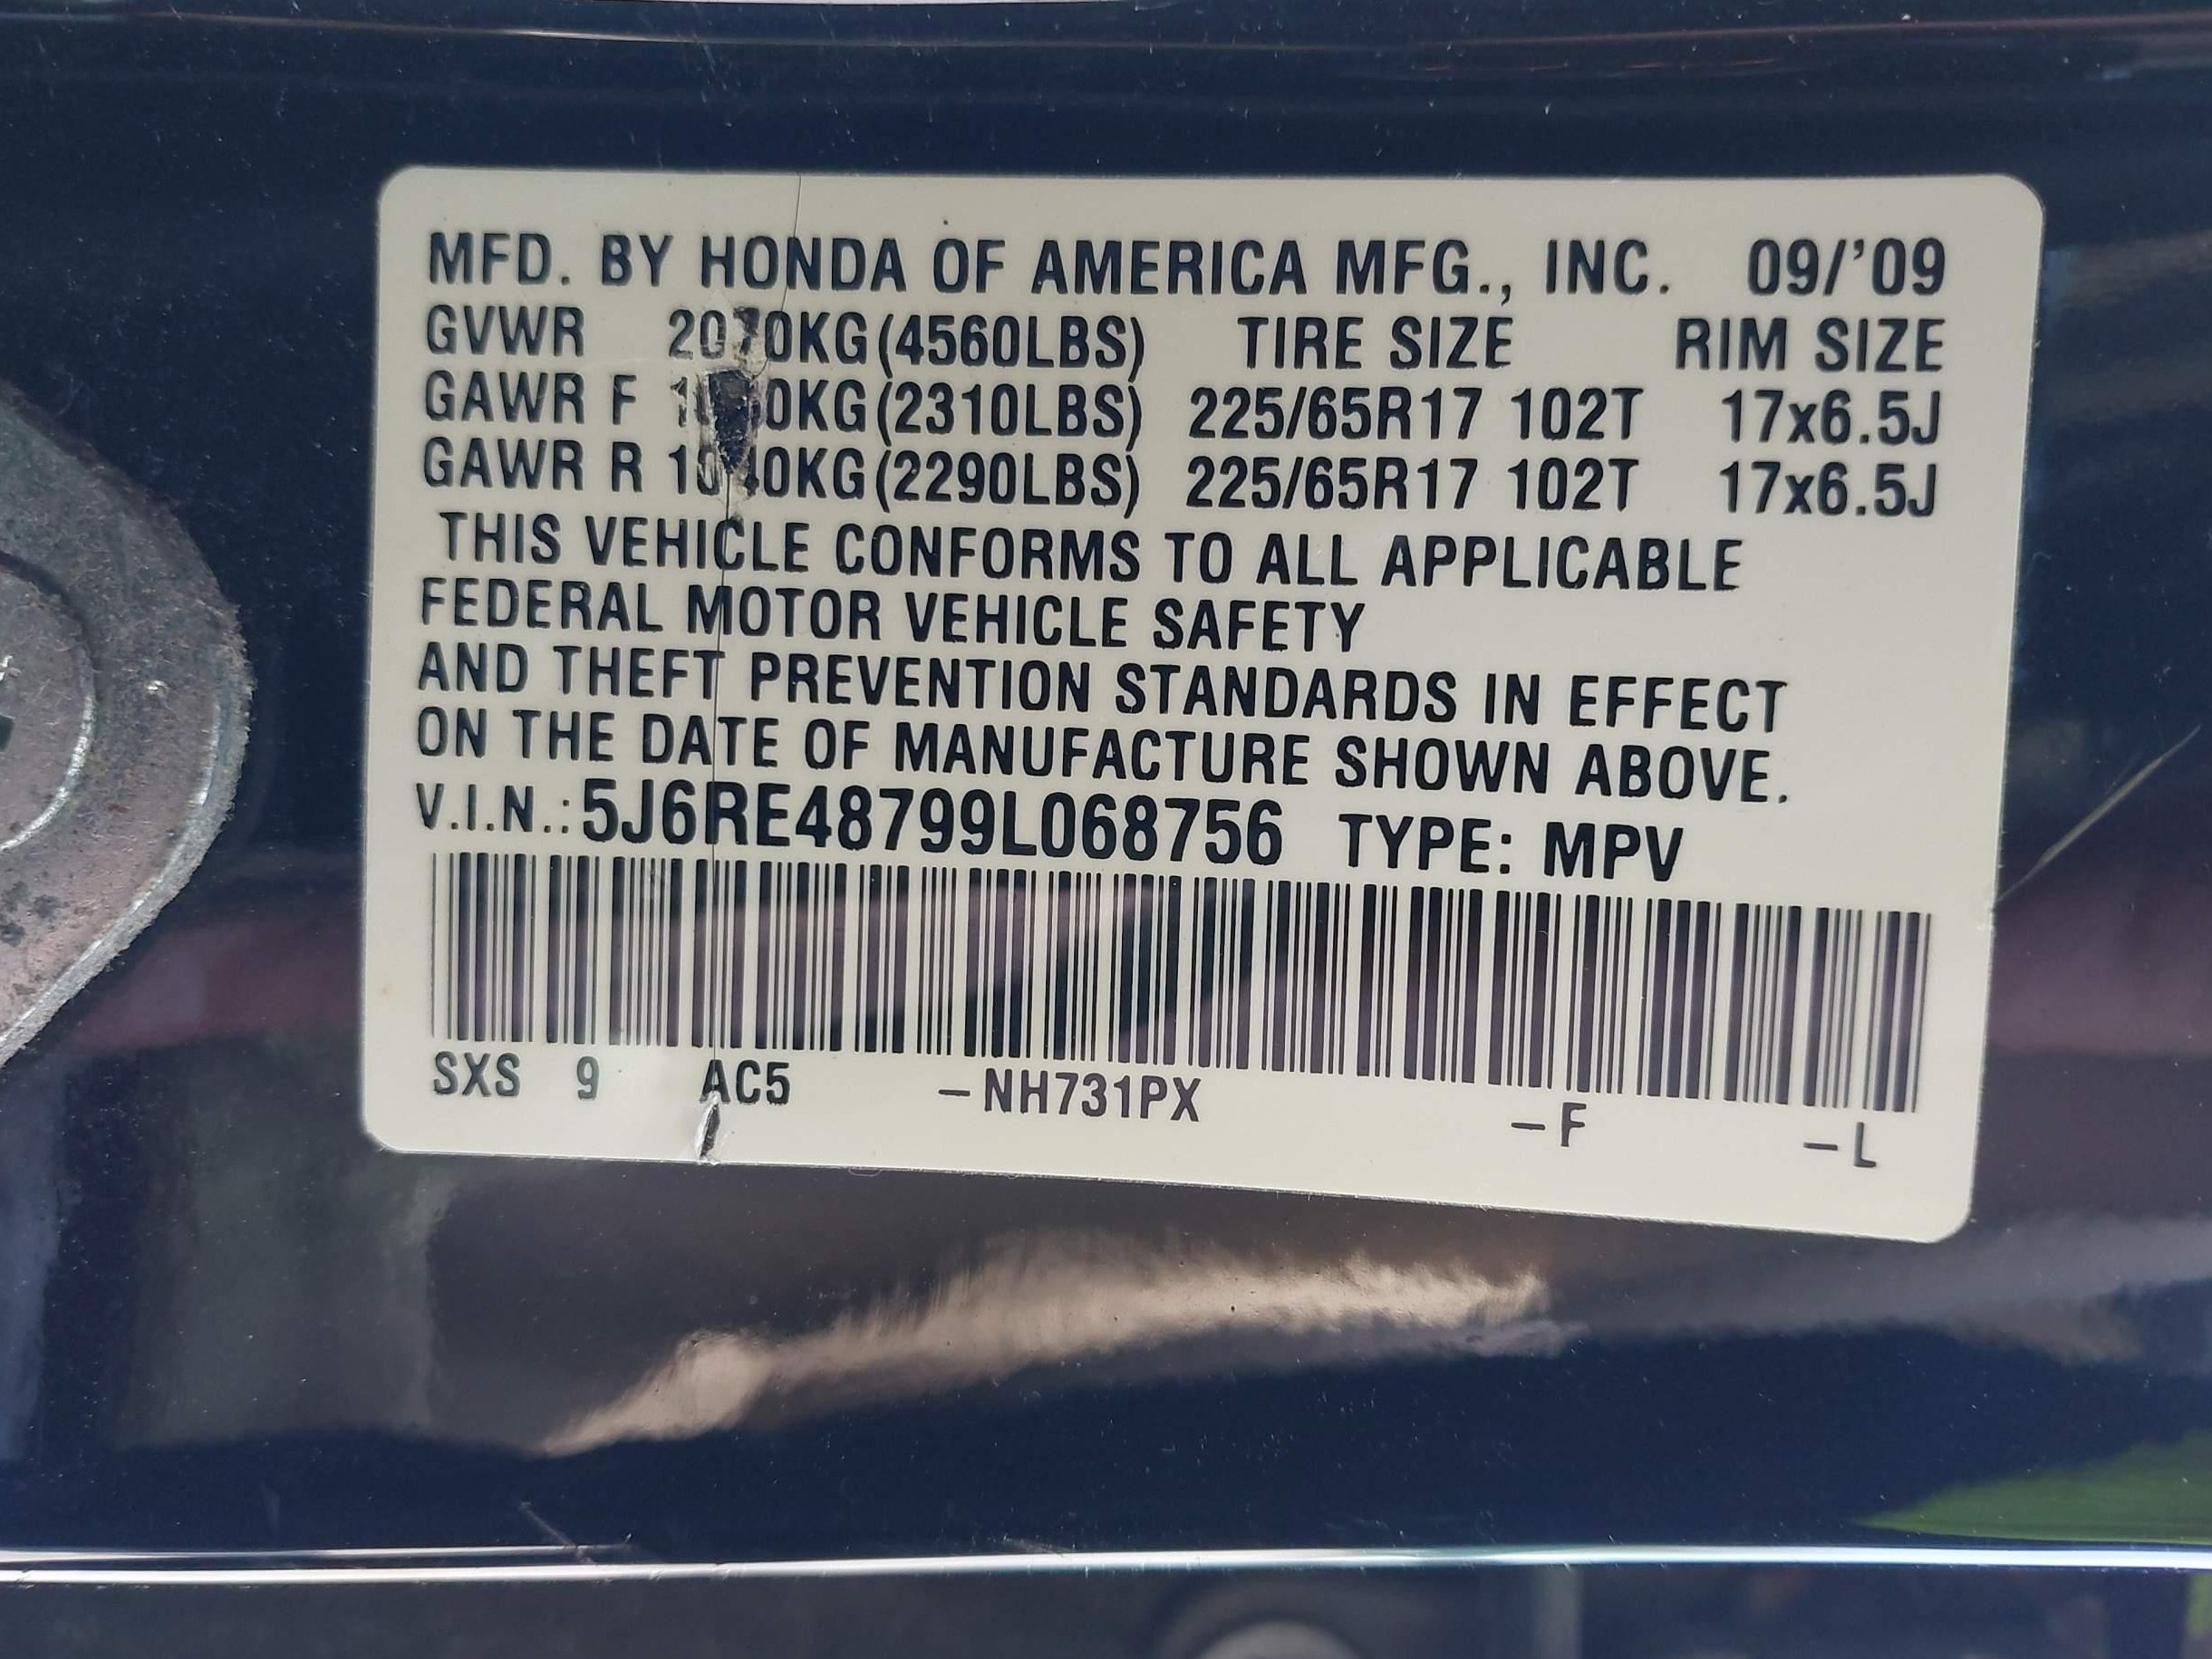 MFD. BY HONDA OF AMERICA MFG., INC. 09/'09
GVWR 2070KG(4560LBS) TIRE SIZE RIM SIZE
GAWR F (2310LBS) 225/65R17 102T 17x6.5J
GAWR R 1040KG(2290LBS) 225/65R17 102T 17x6.5J
THIS VEHICLE CONFORMS TO ALL APPLICABLE
FEDERAL MOTOR VEHICLE SAFETY
AND THEFT PREVENTION STANDARDS IN EFFECT
ON THE DATE OF MANUFACTURE SHOWN ABOVE.
V.I.N.:5J6RE48799L068756 TYPE: MPV
SXS 9 AC5 -NH731PX -F -L